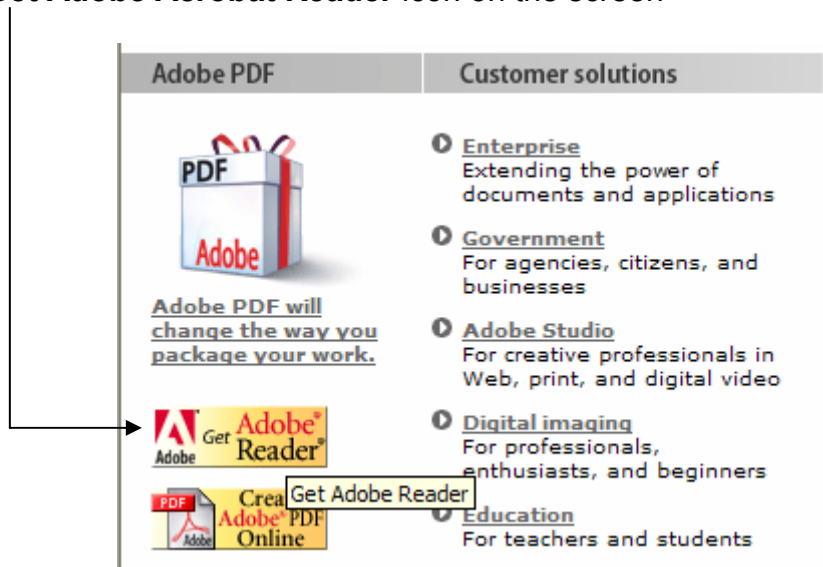 Adobe Acrobat Reader icon on the screen
Adobe PDF
PDF
Adobe
Adobe PDF will
change the way you
package your work.
Adobe
Get Adobe®
Reader®
Get Adobe Reader
PDF
Adobe
Crea
Adobe® PDF
Online
Customer solutions
Enterprise
Extending the power of
documents and applications
Government
For agencies, citizens, and
businesses
Adobe Studio
For creative professionals in
Web, print, and digital video
Digital imaging
For professionals,
enthusiasts, and beginners
Education
For teachers and students